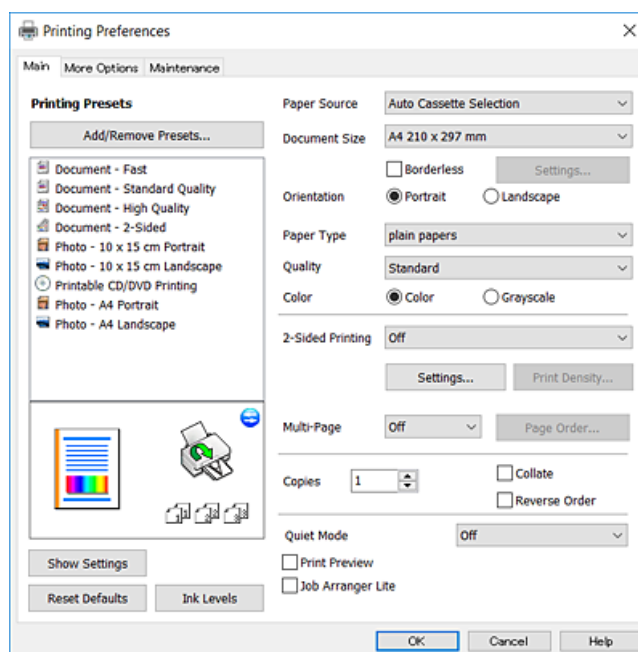 Printing Preferences
Main More Options Maintenance
Printing Presets
Add/Remove Presets...
Document - Fast
Document - Standard Quality
Document - High Quality
Document - 2-Sided
Photo - 10 x 15 cm Portrait
Photo - 10 x 15 cm Landscape
Printable CD/DVD Printing
Photo - A4 Portrait
Photo - A4 Landscape
1 2 3
Show Settings
Reset Defaults Ink Levels
Paper Source Auto Cassette Selection
Document Size A4 210 x 297 mm
Borderless Settings...
Orientation Portrait Landscape
Paper Type plain papers
Quality Standard
Color Color Grayscale
2-Sided Printing Off
Settings... Print Density...
Multi-Page Off Page Order...
Copies 1 Collate
Reverse Order
Quiet Mode Off
Print Preview
Job Arranger Lite
OK Cancel Help